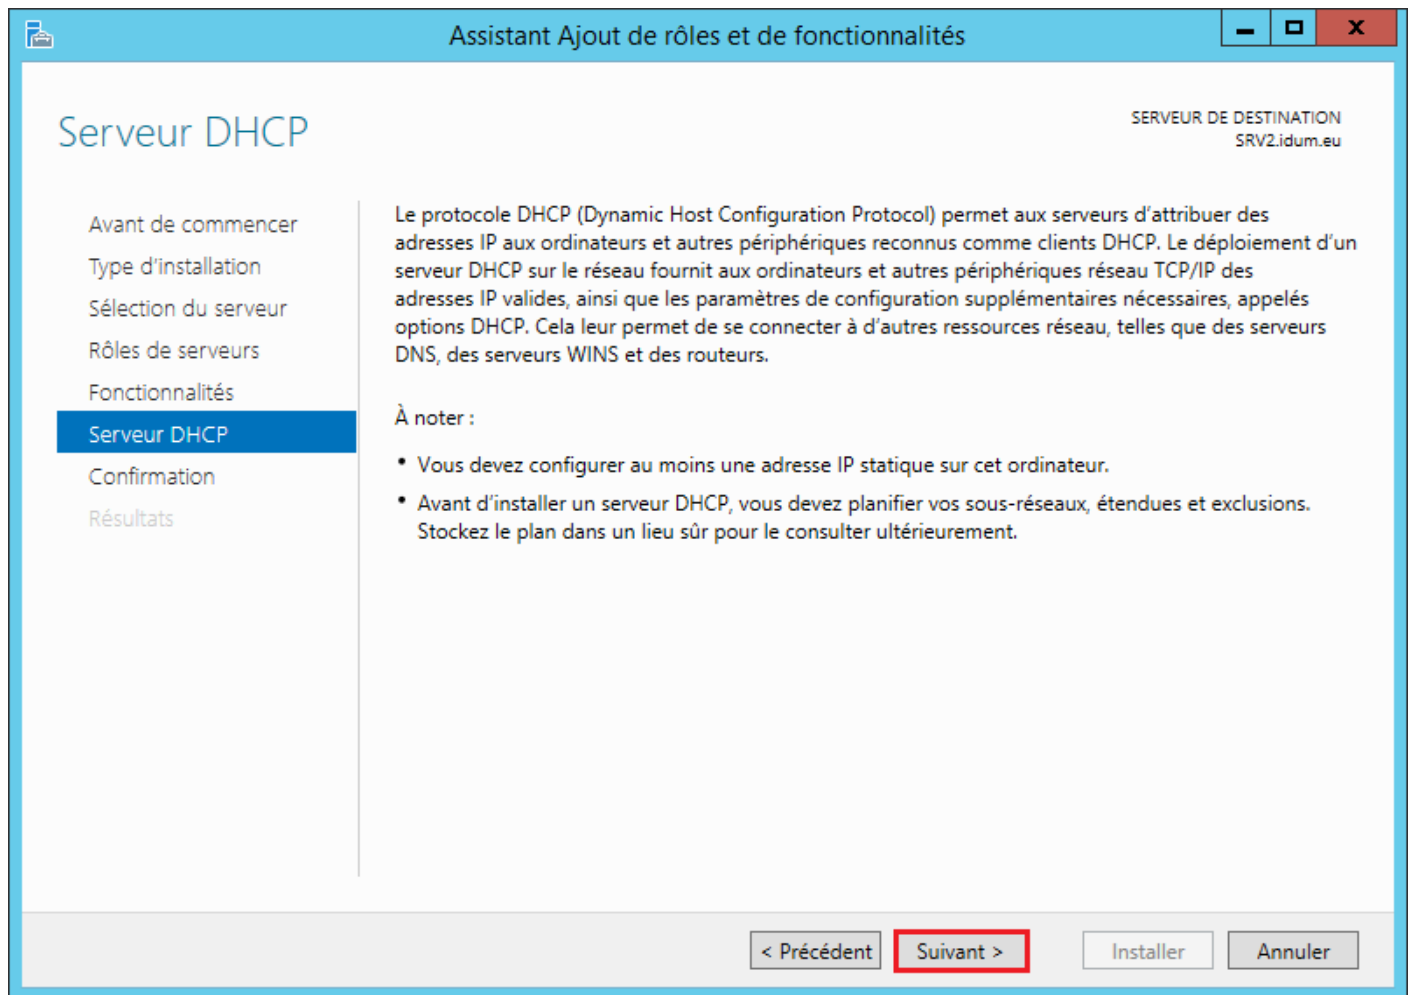 Assistant Ajout de rôles et de fonctionnalités
Serveur DHCP
SERVEUR DE DESTINATION
SRV2.idum.eu
Avant de commencer
Type d'installation
Sélection du serveur
Rôles de serveurs
Fonctionnalités
Serveur DHCP
Confirmation
Résultats
Le protocole DHCP (Dynamic Host Configuration Protocol) permet aux serveurs d'attribuer des
adresses IP aux ordinateurs et autres périphériques reconnus comme clients DHCP. Le déploiement d'un
serveur DHCP sur le réseau fournit aux ordinateurs et autres périphériques réseau TCP/IP des
adresses IP valides, ainsi que les paramètres de configuration supplémentaires nécessaires, appelés
options DHCP. Cela leur permet de se connecter à d'autres ressources réseau, telles que des serveurs
DNS, des serveurs WINS et des routeurs.
À noter :
• Vous devez configurer au moins une adresse IP statique sur cet ordinateur.
• Avant d'installer un serveur DHCP, vous devez planifier vos sous-réseaux, étendues et exclusions.
Stockez le plan dans un lieu sûr pour le consulter ultérieurement.
< Précédent
Suivant >
Installer
Annuler